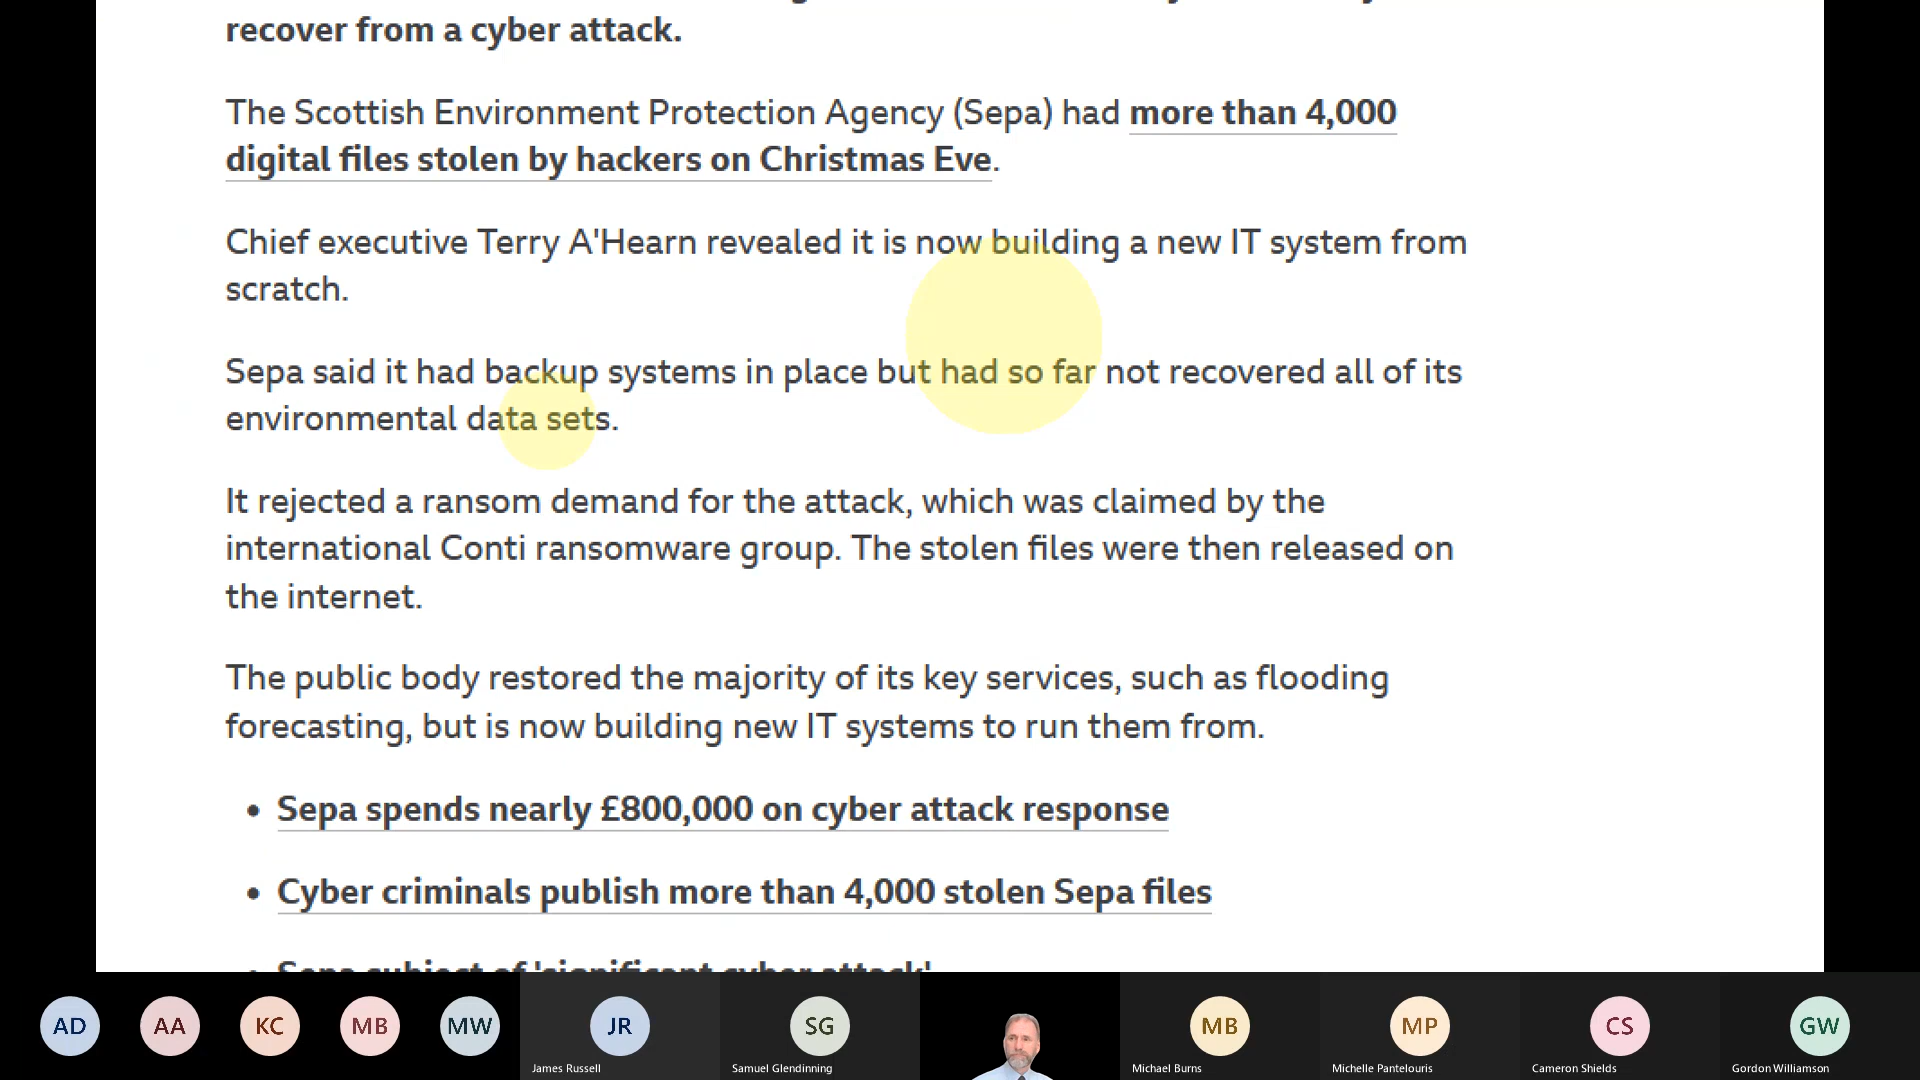 recover from a cyber attack.
The Scottish Environment Protection Agency (Sepa) had more than 4,000
digital files stolen by hackers on Christmas Eve.
Chief executive Terry A'Hearn revealed it is now building a new IT system from
scratch.
Sepa said it had backup systems in place but had so far not recovered all of its
environmental data sets.
It rejected a ransom demand for the attack, which was claimed by the
international Conti ransomware group. The stolen files were then released on
the internet.
The public body restored the majority of its key services, such as flooding
forecasting, but is now building new IT systems to run them from.
• Sepa spends nearly £800,000 on cyber attack response
• Cyber criminals publish more than 4,000 stolen Sepa files
• Sepa subject of 'significant cyber attack'
AD AA KC MB MW JR SG MB MP CS GW
James Russell Samuel Glendinning Michael Burns Michelle Pantelouris Cameron Shields Gordon Williamson